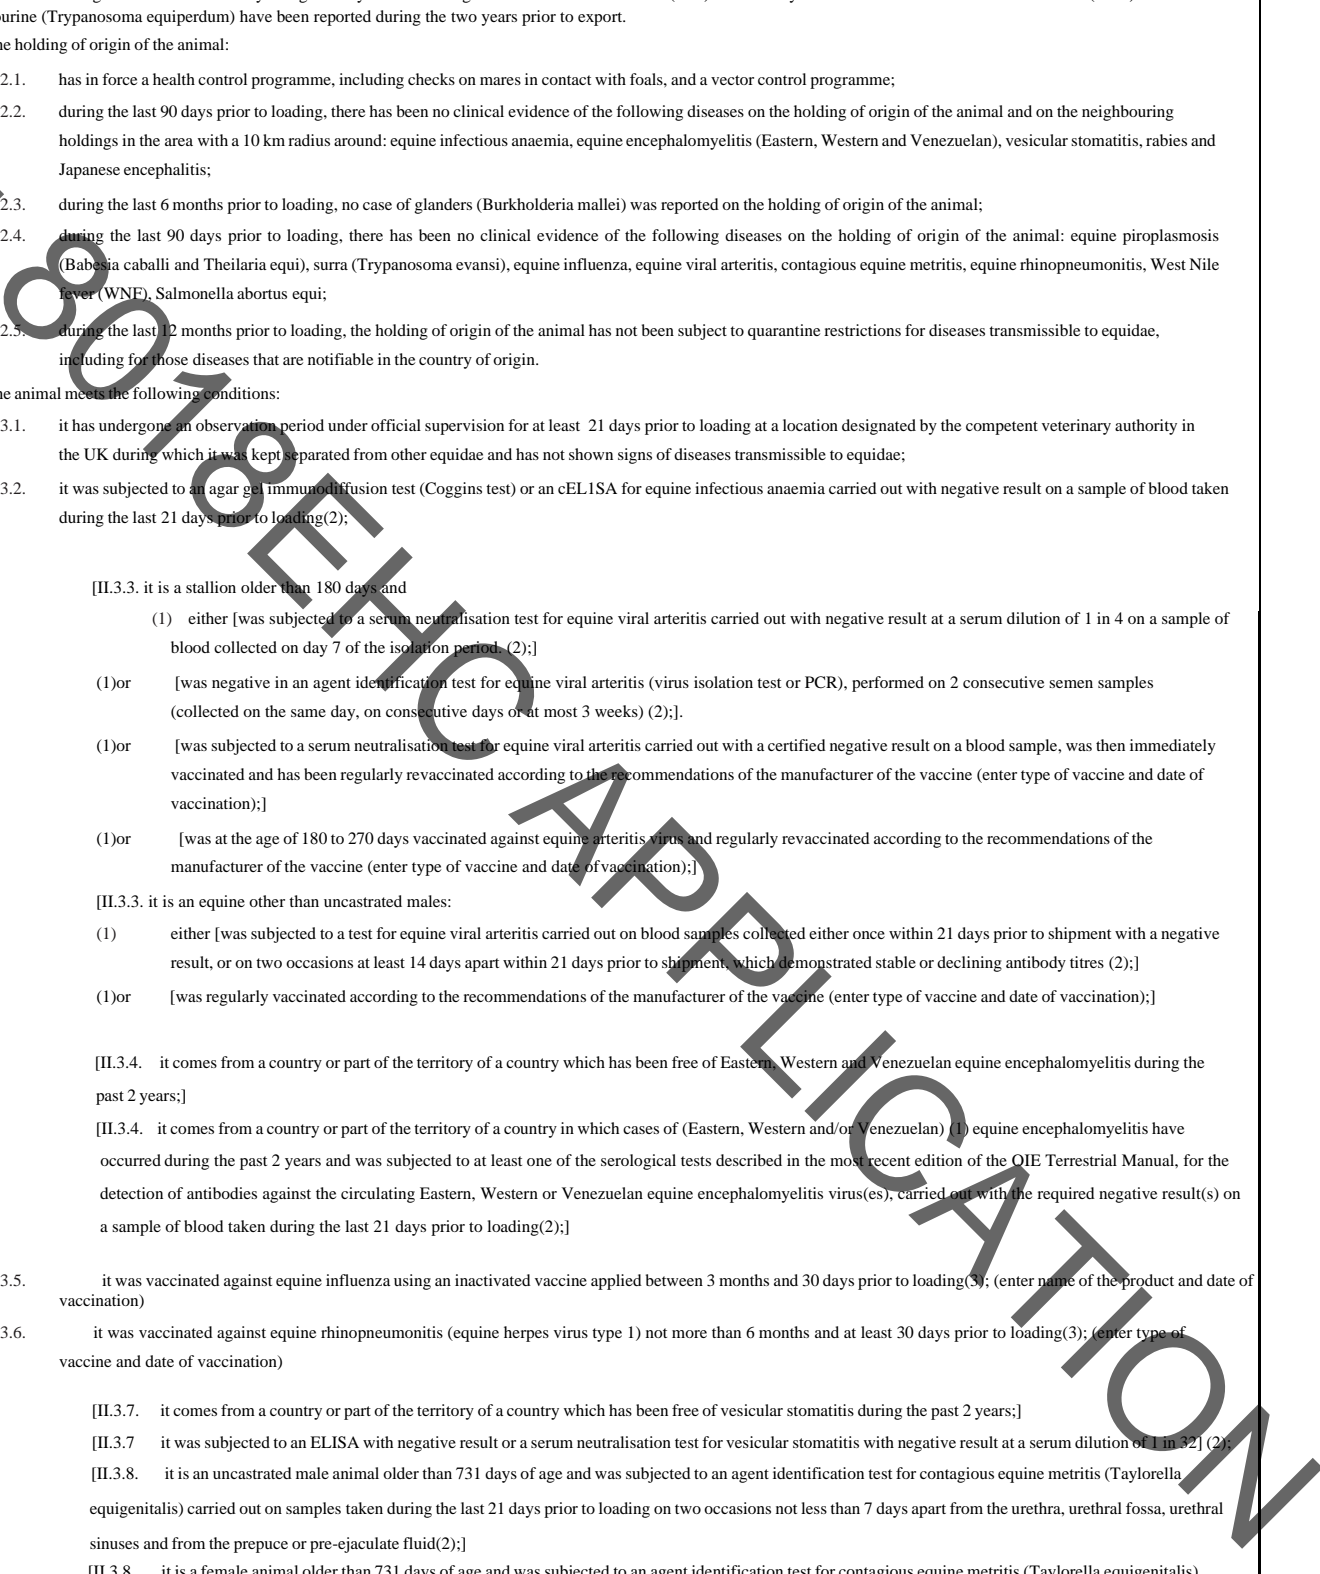 ourine (Trypanosoma equiperdum) have been reported during the two years prior to export.
he holding of origin of the animal:
2.1. has in force a health control programme, including checks on mares in contact with foals, and a vector control programme;
2.2. during the last 90 days prior to loading, there has been no clinical evidence of the following diseases on the holding of origin of the animal and on the neighbouring
holdings in the area with a 10 km radius around: equine infectious anaemia, equine encephalomyelitis (Eastern, Western and Venezuelan), vesicular stomatitis, rabies and
Japanese encephalitis;
2.3. during the last 6 months prior to loading, no case of glanders (Burkholderia mallei) was reported on the holding of origin of the animal;
2.4. during the last 90 days prior to loading, there has been no clinical evidence of the following diseases on the holding of origin of the animal: equine piroplasmosis
(Babesia caballi and Theilaria equi), surra (Trypanosoma evansi), equine influenza, equine viral arteritis, contagious equine metritis, equine rhinopneumonitis, West Nile
fever (WNF), Salmonella abortus equi;
2.5. during the last 12 months prior to loading, the holding of origin of the animal has not been subject to quarantine restrictions for diseases transmissible to equidae,
including for those diseases that are notifiable in the country of origin.
he animal meets the following conditions:
3.1. it has undergone an observation period under official supervision for at least 21 days prior to loading at a location designated by the competent veterinary authority in
the UK during which it was kept separated from other equidae and has not shown signs of diseases transmissible to equidae;
3.2. it was subjected to an agar gel immunodiffusion test (Coggins test) or an cEL1SA for equine infectious anaemia carried out with negative result on a sample of blood taken
during the last 21 days prior to loading(2);
[II.3.3. it is a stallion older than 180 days and
(1) either [was subjected to a serum neutralisation test for equine viral arteritis carried out with negative result at a serum dilution of 1 in 4 on a sample of
blood collected on day 7 of the isolation period. (2);]
(1)or [was negative in an agent identification test for equine viral arteritis (virus isolation test or PCR), performed on 2 consecutive semen samples
(collected on the same day, on consecutive days or at most 3 weeks) (2);].
(1)or [was subjected to a serum neutralisation test for equine viral arteritis carried out with a certified negative result on a blood sample, was then immediately
vaccinated and has been regularly revaccinated according to the recommendations of the manufacturer of the vaccine (enter type of vaccine and date of
vaccination);]
(1)or [was at the age of 180 to 270 days vaccinated against equine arteritis virus and regularly revaccinated according to the recommendations of the
manufacturer of the vaccine (enter type of vaccine and date of vaccination);]
[II.3.3. it is an equine other than uncastrated males:
(1) either [was subjected to a test for equine viral arteritis carried out on blood samples collected either once within 21 days prior to shipment with a negative
result, or on two occasions at least 14 days apart within 21 days prior to shipment, which demonstrated stable or declining antibody titres (2);]
(1)or [was regularly vaccinated according to the recommendations of the manufacturer of the vaccine (enter type of vaccine and date of vaccination);]
[II.3.4. it comes from a country or part of the territory of a country which has been free of Eastern, Western and Venezuelan equine encephalomyelitis during the
past 2 years;]
[II.3.4. it comes from a country or part of the territory of a country in which cases of (Eastern, Western and/or Venezuelan) (1) equine encephalomyelitis have
occurred during the past 2 years and was subjected to at least one of the serological tests described in the most recent edition of the OIE Terrestrial Manual, for the
detection of antibodies against the circulating Eastern, Western or Venezuelan equine encephalomyelitis virus(es), carried out with the required negative result(s) on
a sample of blood taken during the last 21 days prior to loading(2);]
3.5. it was vaccinated against equine influenza using an inactivated vaccine applied between 3 months and 30 days prior to loading(3); (enter name of the product and date of
vaccination)
3.6. it was vaccinated against equine rhinopneumonitis (equine herpes virus type 1) not more than 6 months and at least 30 days prior to loading(3); (enter type of
vaccine and date of vaccination)
[II.3.7. it comes from a country or part of the territory of a country which has been free of vesicular stomatitis during the past 2 years;]
[II.3.7 it was subjected to an ELISA with negative result or a serum neutralisation test for vesicular stomatitis with negative result at a serum dilution of 1 in 32] (2);
[II.3.8. it is an uncastrated male animal older than 731 days of age and was subjected to an agent identification test for contagious equine metritis (Taylorella
equigenitalis) carried out on samples taken during the last 21 days prior to loading on two occasions not less than 7 days apart from the urethra, urethral fossa, urethral
sinuses and from the prepuce or pre-ejaculate fluid(2);]
[II.3.8. it is a female animal older than 731 days of age and was subjected to an agent identification test for contagious equine metritis (Taylorella equigenitalis)
8018EHC APPLICATION